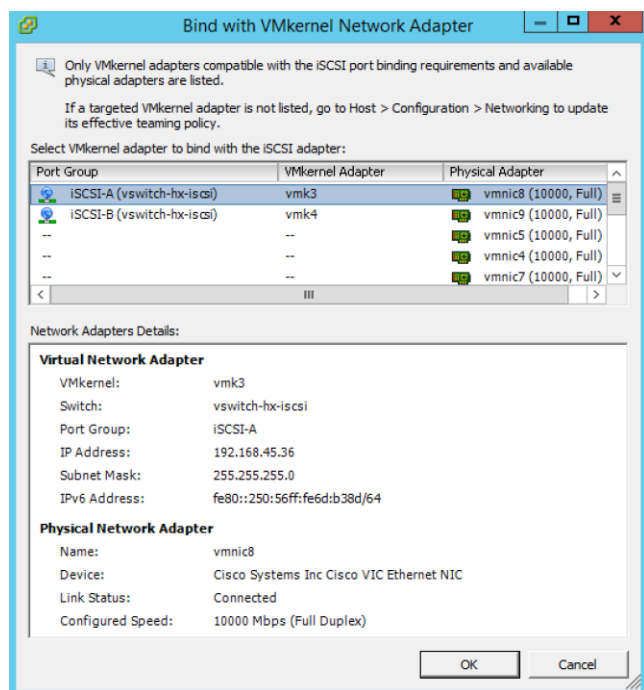 Bind with VMkernel Network Adapter
Only VMkernel adapters compatible with the iSCSI port binding requirements and available
physical adapters are listed.
If a targeted VMkernel adapter is not listed, go to Host > Configuration > Networking to update
its effective teaming policy.
Select VMkernel adapter to bind with the iSCSI adapter:
Port Group VMkernel Adapter Physical Adapter
iSCSI-A (vswitch-hx-iscsi) vmk3 vmnic8 (10000, Full)
iSCSI-B (vswitch-hx-iscsi) vmk4 vmnic9 (10000, Full)
-- -- vmnic5 (10000, Full)
-- -- vmnic4 (10000, Full)
-- -- vmnic7 (10000, Full)
Network Adapters Details:
Virtual Network Adapter
VMkernel: vmk3
Switch: vswitch-hx-iscsi
Port Group: iSCSI-A
IP Address: 192.168.45.36
Subnet Mask: 255.255.255.0
IPv6 Address: fe80::250:56ff:fe6d:b38d/64
Physical Network Adapter
Name: vmnic8
Device: Cisco Systems Inc Cisco VIC Ethernet NIC
Link Status: Connected
Configured Speed: 10000 Mbps (Full Duplex)
OK Cancel